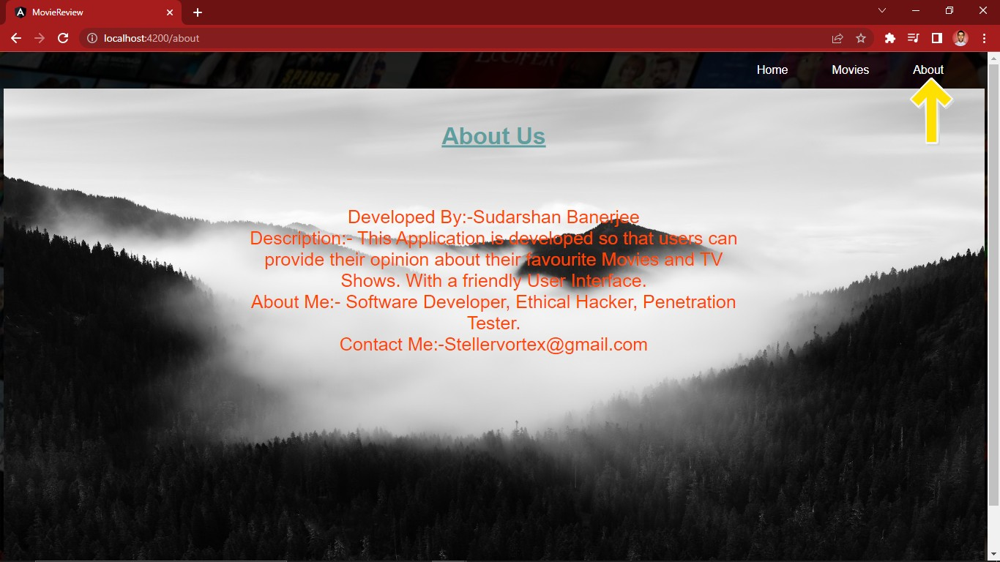 MovieReview
localhost:4200/about
LUCIFER
SPENSER
Home Movies About
About Us
Developed By:-Sudarshan Banerjee
Description:- This Application is developed so that users can
provide their opinion about their favourite Movies and TV
Shows. With a friendly User Interface.
About Me:- Software Developer, Ethical Hacker, Penetration
Tester.
Contact Me:-Stellervortex@gmail.com